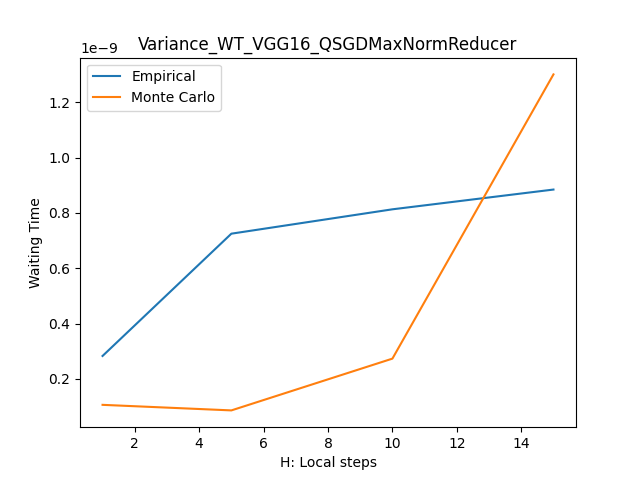 Variance_WT_VGG16_QSGDMaxNormReducer
1e−9
Empirical
Monte Carlo
1.2
1.0
0.8
0.6
0.4
0.2
Waiting Time
2 4 6 8 10 12 14
H: Local steps